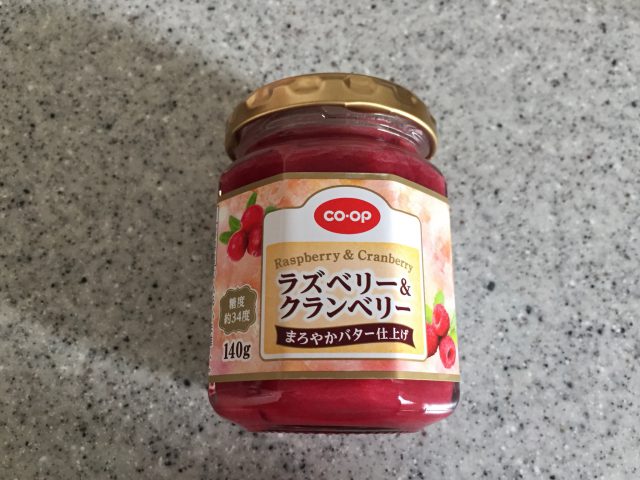 CO·OP
Raspberry & Cranberry
ラズベリー&
クランベリー
まろやかバター仕上げ
糖度
約34度
140g